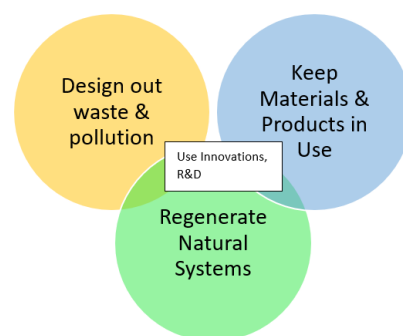 Design out
waste &
pollution
Keep
Materials &
Products in
Use
Use Innovations,
R&D
Regenerate
Natural
Systems